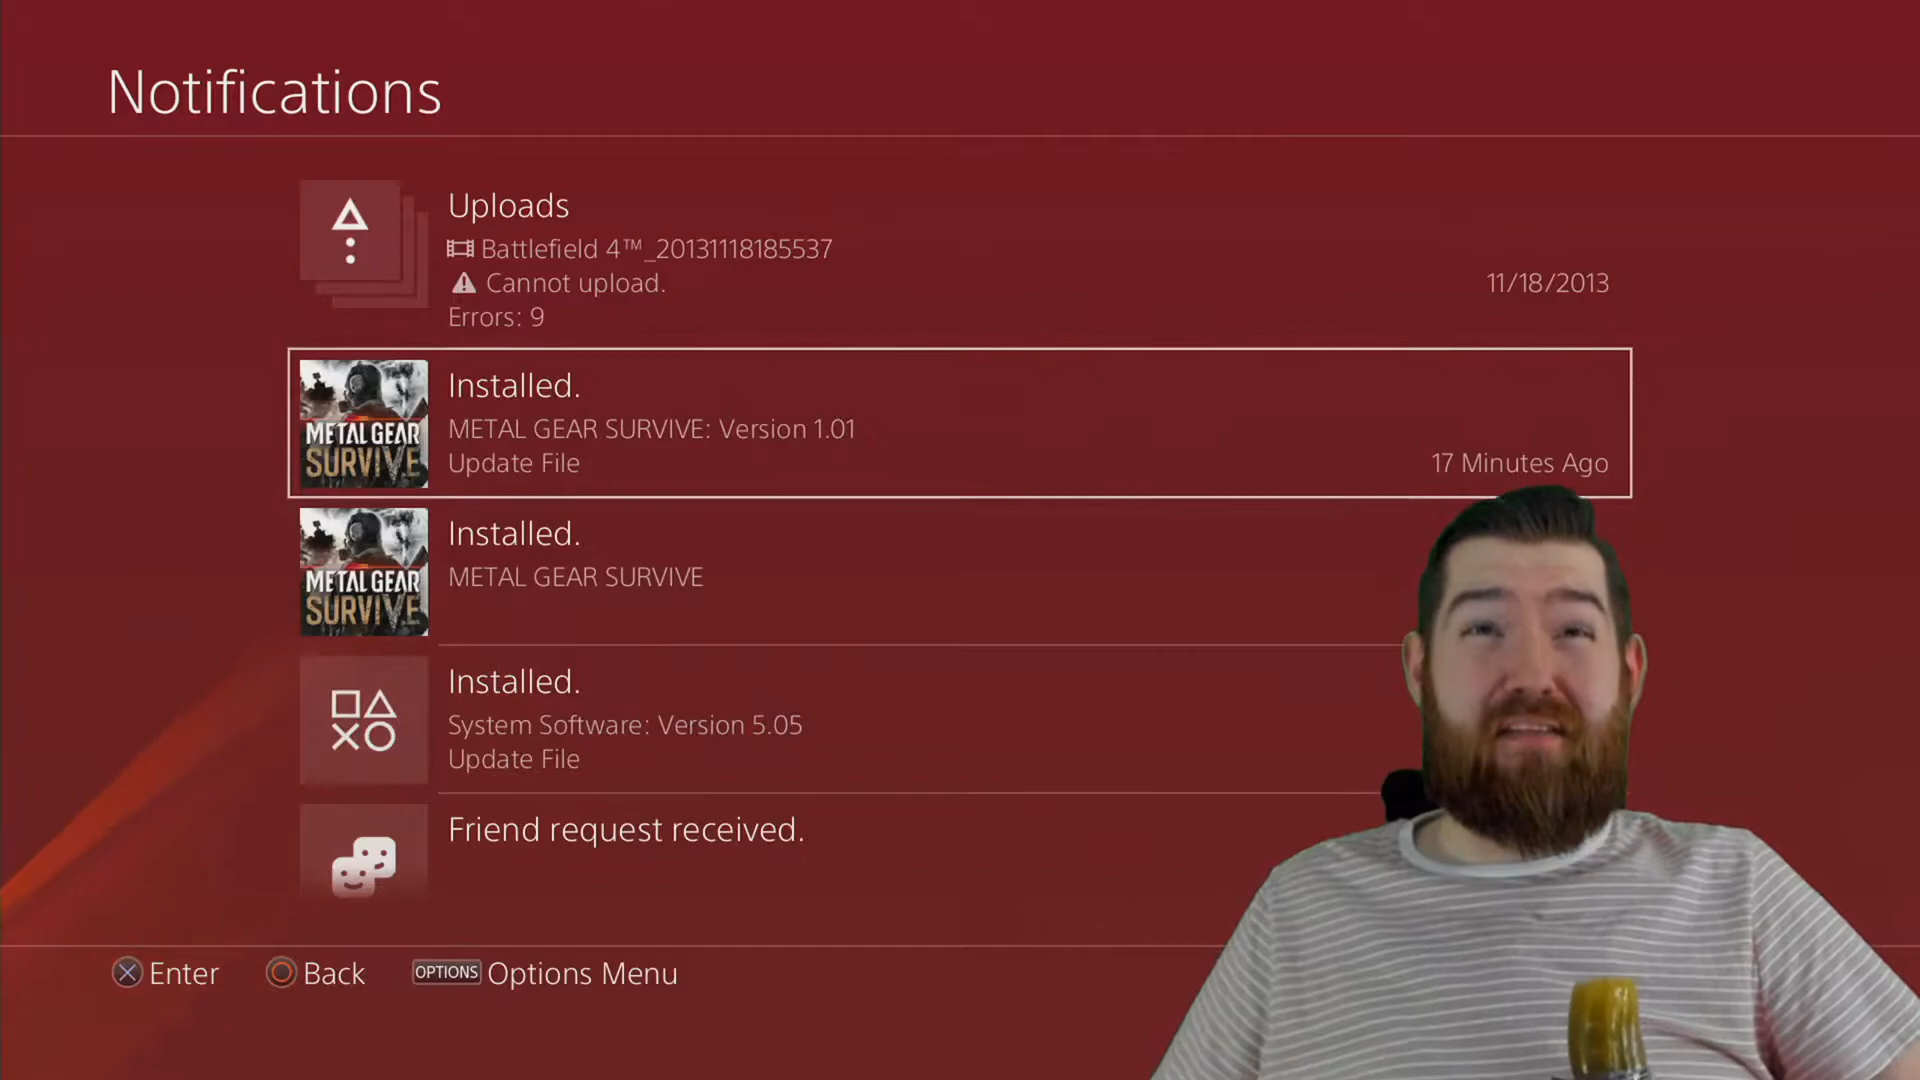 Notifications
Uploads
Battlefield 4™_20131118185537
Cannot upload.
11/18/2013
Errors: 9
METAL GEAR
SURVIVE
Installed.
METAL GEAR SURVIVE: Version 1.01
Update File
17 Minutes Ago
METAL GEAR
SURVIVE
Installed.
METAL GEAR SURVIVE
Installed.
System Software: Version 5.05
Update File
Friend request received.
Enter
Back
OPTIONS Options Menu